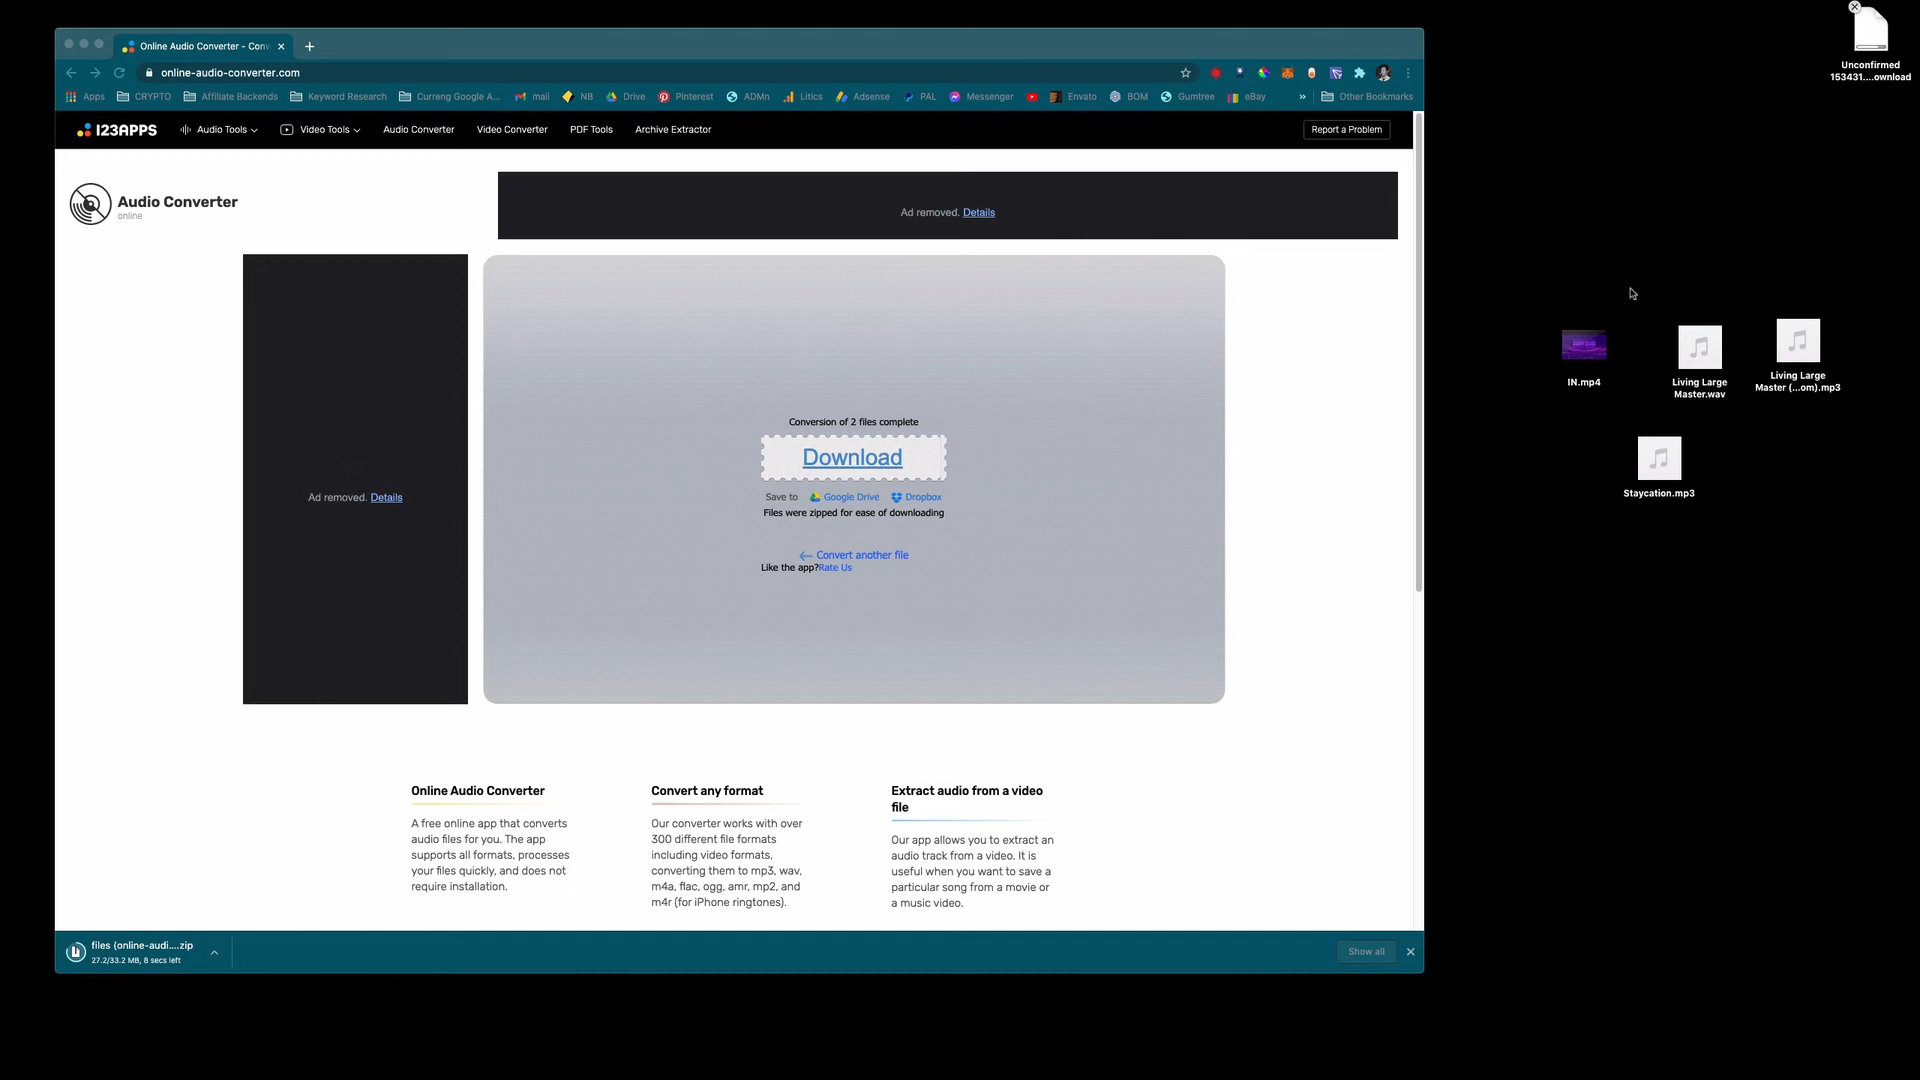 Online Audio Converter - Conv
online-audio-converter.com
Apps
CRYPTO
Affiliate Backends
Keyword Research
Curreng Google A...
mail
NB
Drive
Pinterest
ADMn
Litics
Adsense
PAL
Messenger
Envato
BOM
Gumtree
eBay
»
Other Bookmarks
123APPS
Audio Tools
Video Tools
Audio Converter
Video Converter
PDF Tools
Archive Extractor
Report a Problem
Audio Converter
online
Ad removed. Details
Ad removed. Details
Conversion of 2 files complete
Download
Save to Google Drive Dropbox
Files were zipped for ease of downloading
Convert another file
Like the app?Rate Us
Online Audio Converter
A free online app that converts
audio files for you. The app
supports all formats, processes
your files quickly, and does not
require installation.
Convert any format
Our converter works with over
300 different file formats
including video formats,
converting them to mp3, wav,
m4a, flac, ogg, amr, mp2, and
m4r (for iPhone ringtones).
Extract audio from a video
file
Our app allows you to extract an
audio track from a video. It is
useful when you want to save a
particular song from a movie or
a music video.
files (online-audi....zip
27.2/33.2 MB, 8 secs left
Show all
Unconfirmed
153431....ownload
IN.mp4
Living Large
Master.wav
Living Large
Master (...om).mp3
Staycation.mp3